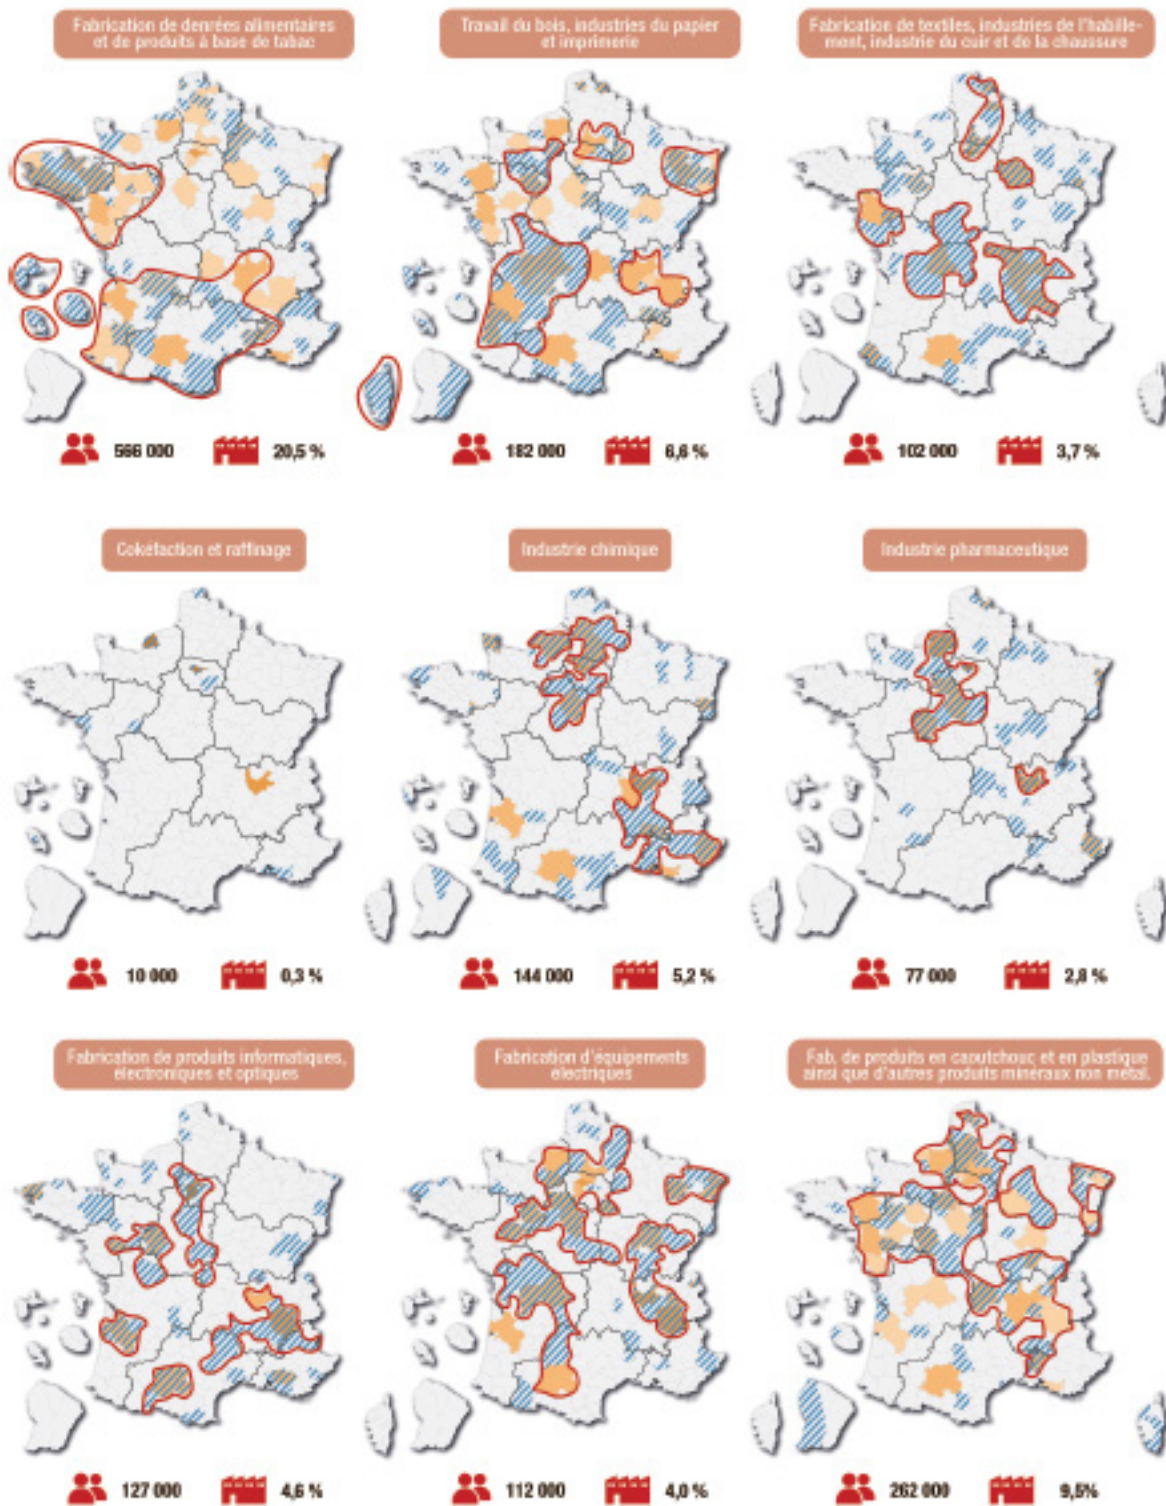 Fabrication de denrées alimentaires
et de produits à base de tabac
Travail du bois, industries du papier
et imprimerie
Fabrication de textiles, industries de l'habille-
ment, industrie du cuir et de la chaussure
566 000
20,5 %
182 000
6,6 %
102 000
3,7 %
Cokéfaction et raffinage
Industrie chimique
Industrie pharmaceutique
10 000
0,3 %
144 000
5,2 %
77 000
2,8 %
Fabrication de produits informatiques,
électroniques et optiques
Fabrication d'équipements
électriques
Fab. de produits en caoutchouc et en plastique
ainsi que d'autres produits minéraux non métal.
127 000
4,6 %
112 000
4,0 %
262 000
9,5%